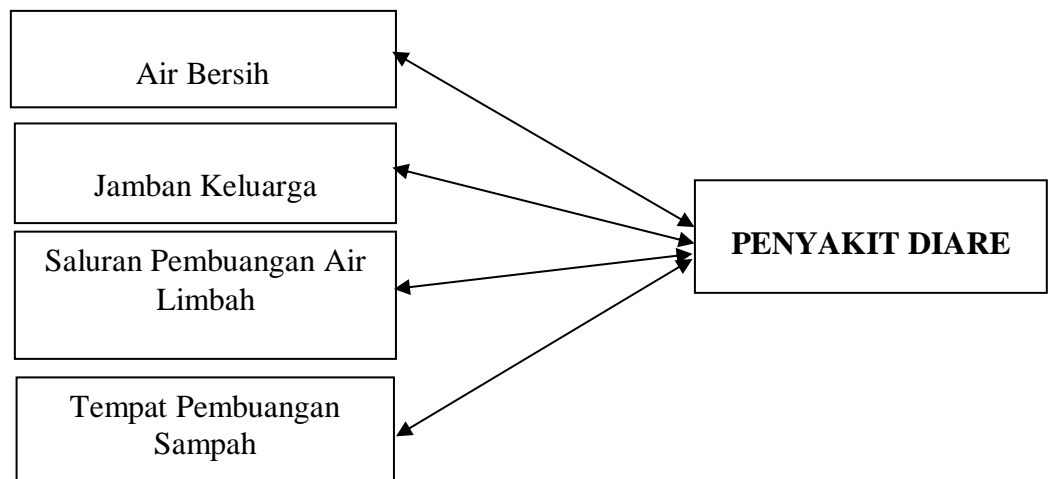 Air Bersih
Jamban Keluarga
Saluran Pembuangan Air
Limbah
Tempat Pembuangan
Sampah
PENYAKIT DIARE